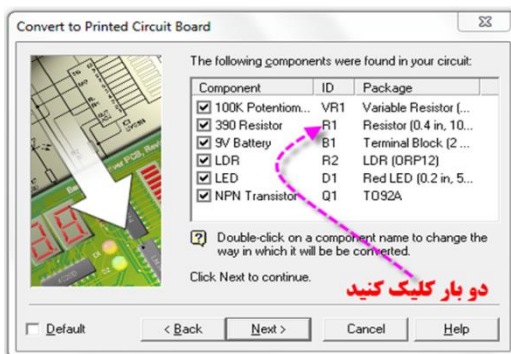 Convert to Printed Circuit Board
The following components were found in your circuit:
Component ID Package
100K Potentiom... VR1 Variable Resistor (...
390 Resistor R1 Resistor (0.4 in, 10...
9V Battery B1 Terminal Block (2 ...
LDR R2 LDR (ORP12)
LED D1 Red LED (0.2 in, 5...
NPN Transistor Q1 TO92A
Double-click on a component name to change the
way in which it will be be converted.
Click Next to continue.
دو بار کلیک کنید
Default < Back Next > Cancel Help